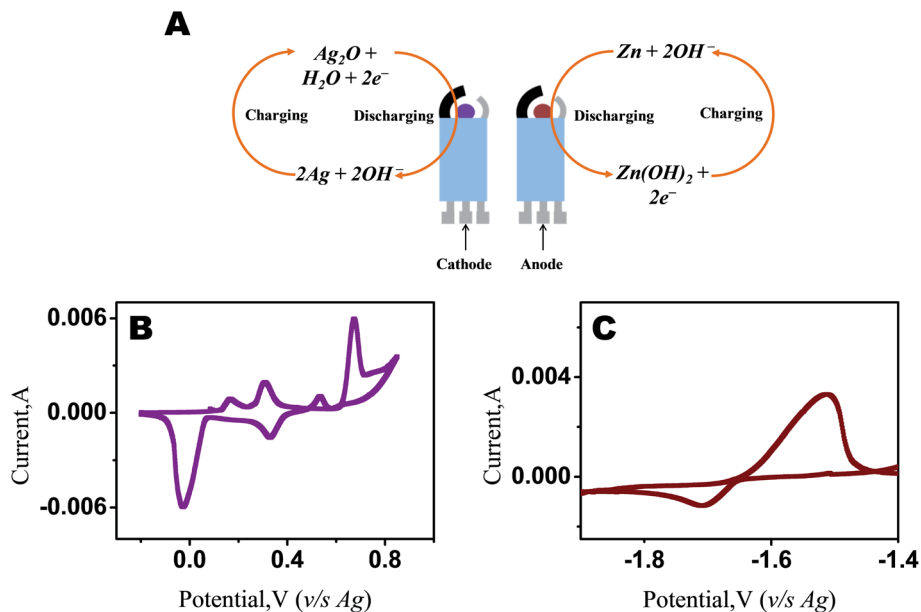 A
Ag₂O +
H₂O + 2e⁻
Charging
Discharging
2Ag + 2OH⁻
Zn + 2OH⁻
Discharging
Charging
Zn(OH)₂ +
2e⁻
Cathode
Anode
B
0.006
0.000
-0.006
Current,A
0.0
0.4
0.8
Potential,V (v/s Ag)
C
0.004
0.000
Current,A
-1.8
-1.6
-1.4
Potential,V (v/s Ag)